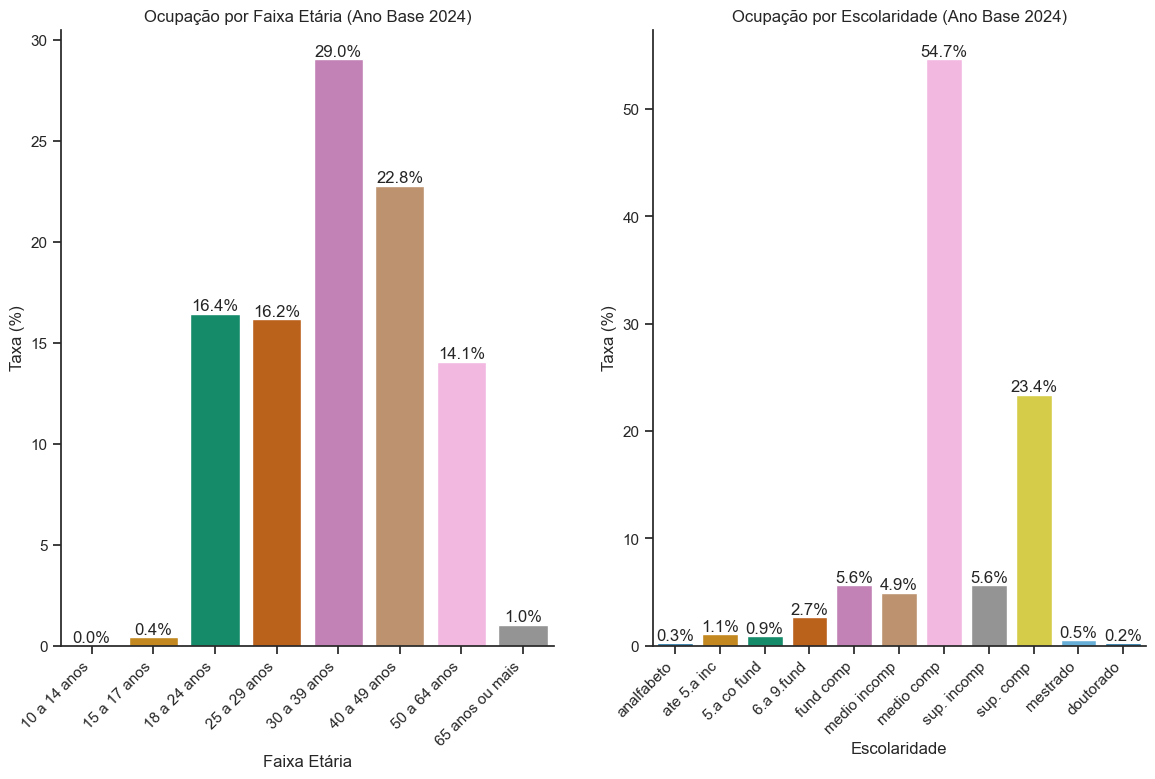 Ocupação por Faixa Etária (Ano Base 2024)
30
25
20
15
10
5
0
Taxa (%)
0.0%
0.4%
16.4%
16.2%
29.0%
22.8%
14.1%
1.0%
10 a 14 anos
15 a 17 anos
18 a 24 anos
25 a 29 anos
30 a 39 anos
40 a 49 anos
50 a 64 anos
65 anos ou mais
Faixa Etária
Ocupação por Escolaridade (Ano Base 2024)
50
40
30
20
10
0
Taxa (%)
0.3%
1.1%
0.9%
2.7%
5.6%
4.9%
54.7%
5.6%
23.4%
0.5%
0.2%
analfabeto
ate 5.a inc
5.a co fund
6.a 9.fund
fund comp
medio incomp
medio comp
sup. incomp
sup. comp
mestrado
doutorado
Escolaridade